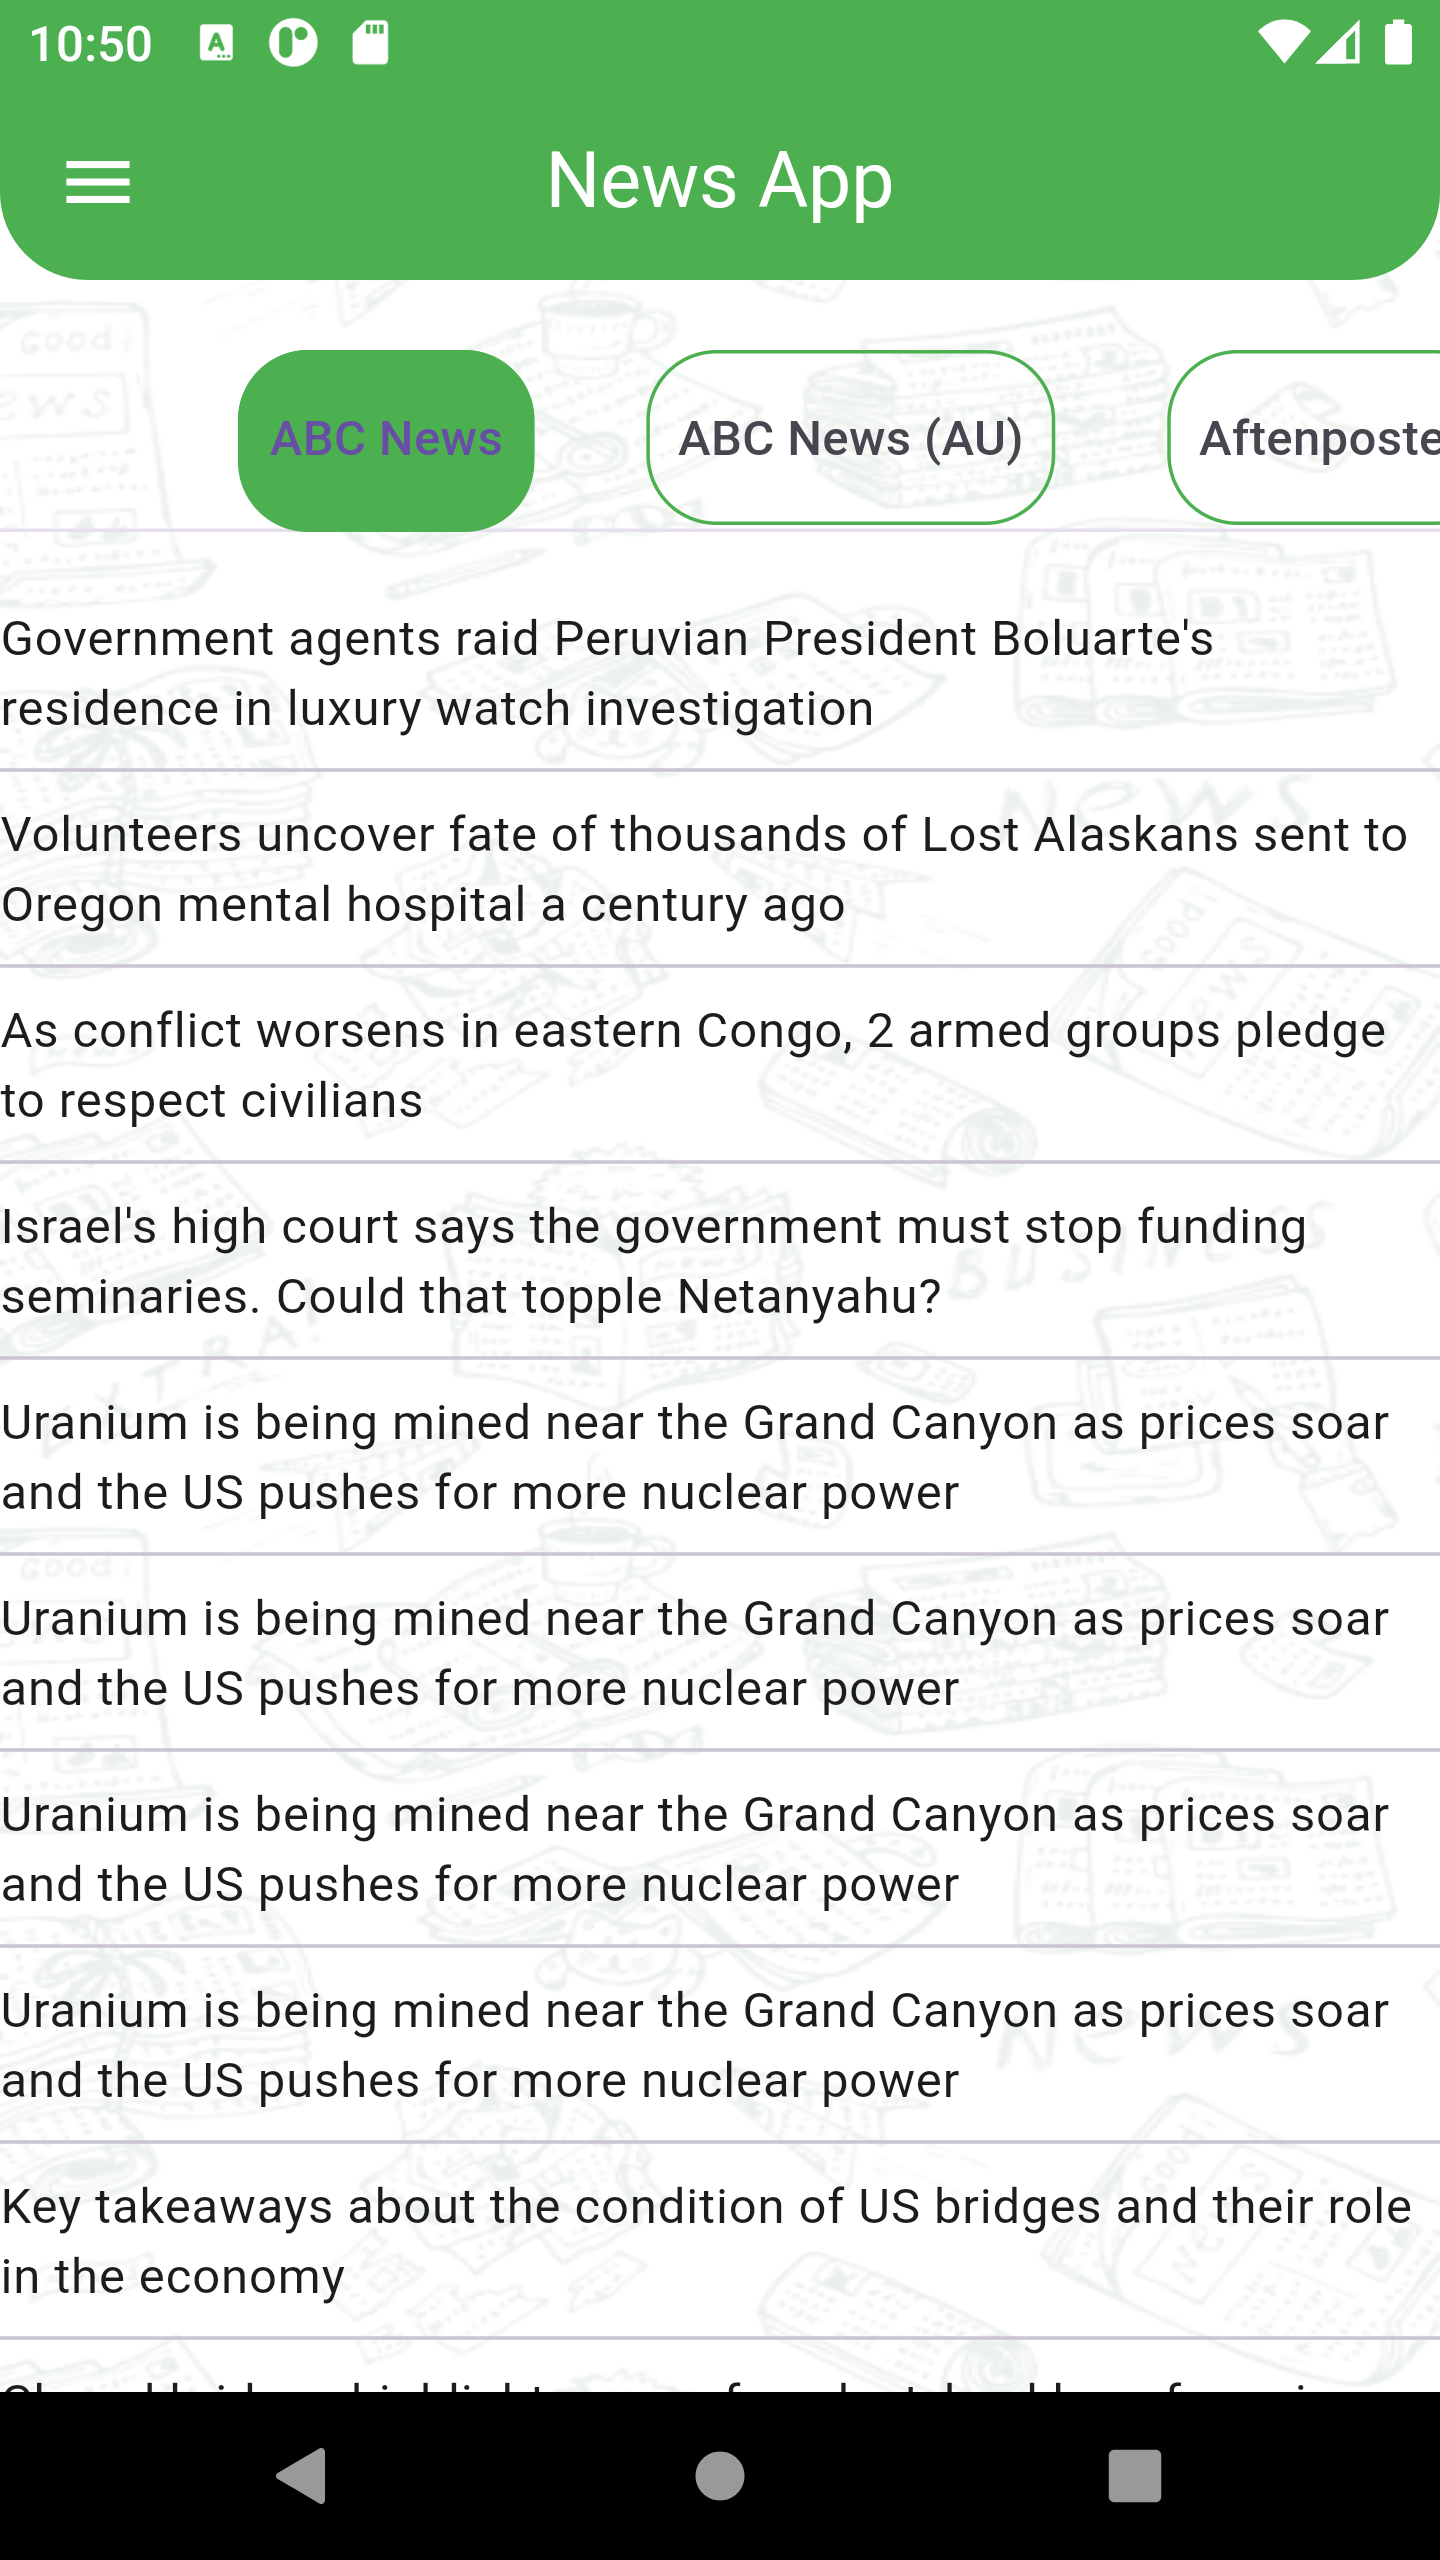 10:50
News App
ABC News
ABC News (AU)
Aftenposte
Government agents raid Peruvian President Boluarte's
residence in luxury watch investigation
Volunteers uncover fate of thousands of Lost Alaskans sent to
Oregon mental hospital a century ago
As conflict worsens in eastern Congo, 2 armed groups pledge
to respect civilians
Israel's high court says the government must stop funding
seminaries. Could that topple Netanyahu?
Uranium is being mined near the Grand Canyon as prices soar
and the US pushes for more nuclear power
Uranium is being mined near the Grand Canyon as prices soar
and the US pushes for more nuclear power
Uranium is being mined near the Grand Canyon as prices soar
and the US pushes for more nuclear power
Uranium is being mined near the Grand Canyon as prices soar
and the US pushes for more nuclear power
Key takeaways about the condition of US bridges and their role
in the economy